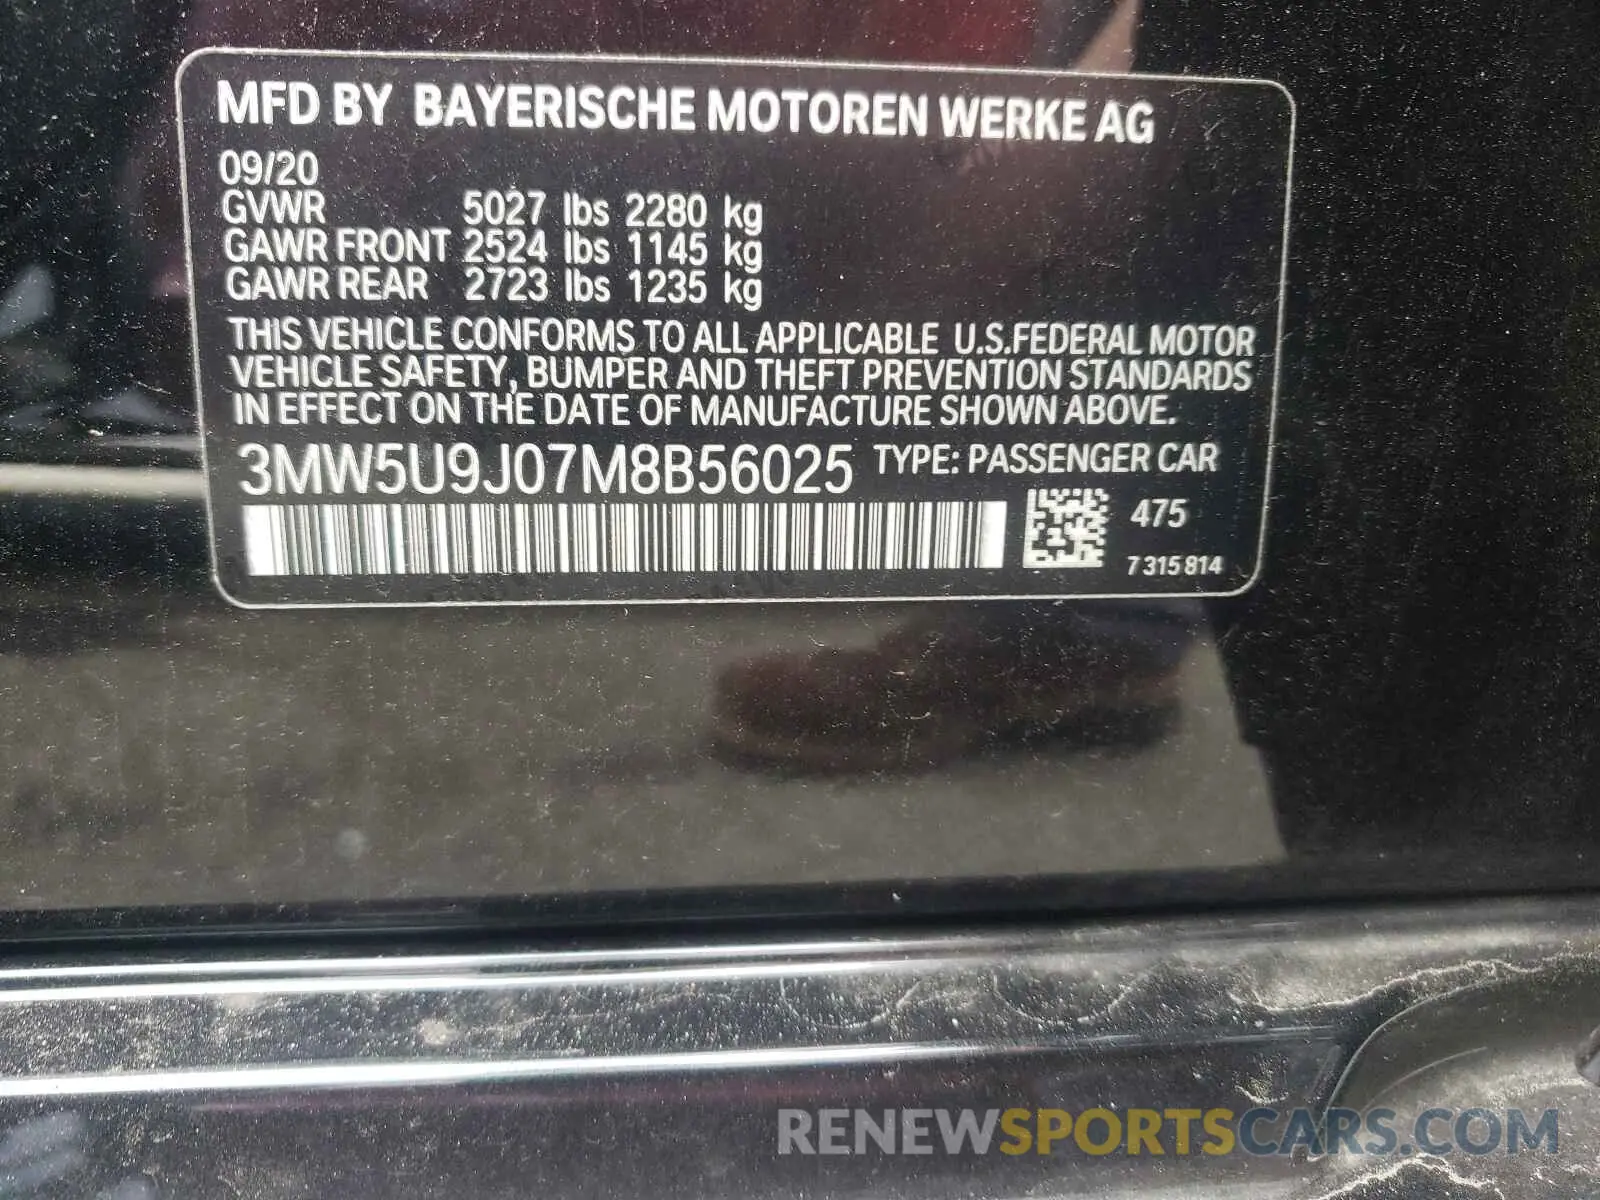 MFD BY BAYERISCHE MOTOREN WERKE AG
09/20
GVWR 5027 lbs 2280 kg
GAWR FRONT 2524 lbs 1145 kg
GAWR REAR 2723 lbs 1235 kg
THIS VEHICLE CONFORMS TO ALL APPLICABLE U.S.FEDERAL MOTOR
VEHICLE SAFETY, BUMPER AND THEFT PREVENTION STANDARDS
IN EFFECT ON THE DATE OF MANUFACTURE SHOWN ABOVE.
3MW5U9J07M8B56025 TYPE: PASSENGER CAR
475
7 315 814
RENEWSPORTSCARS.COM